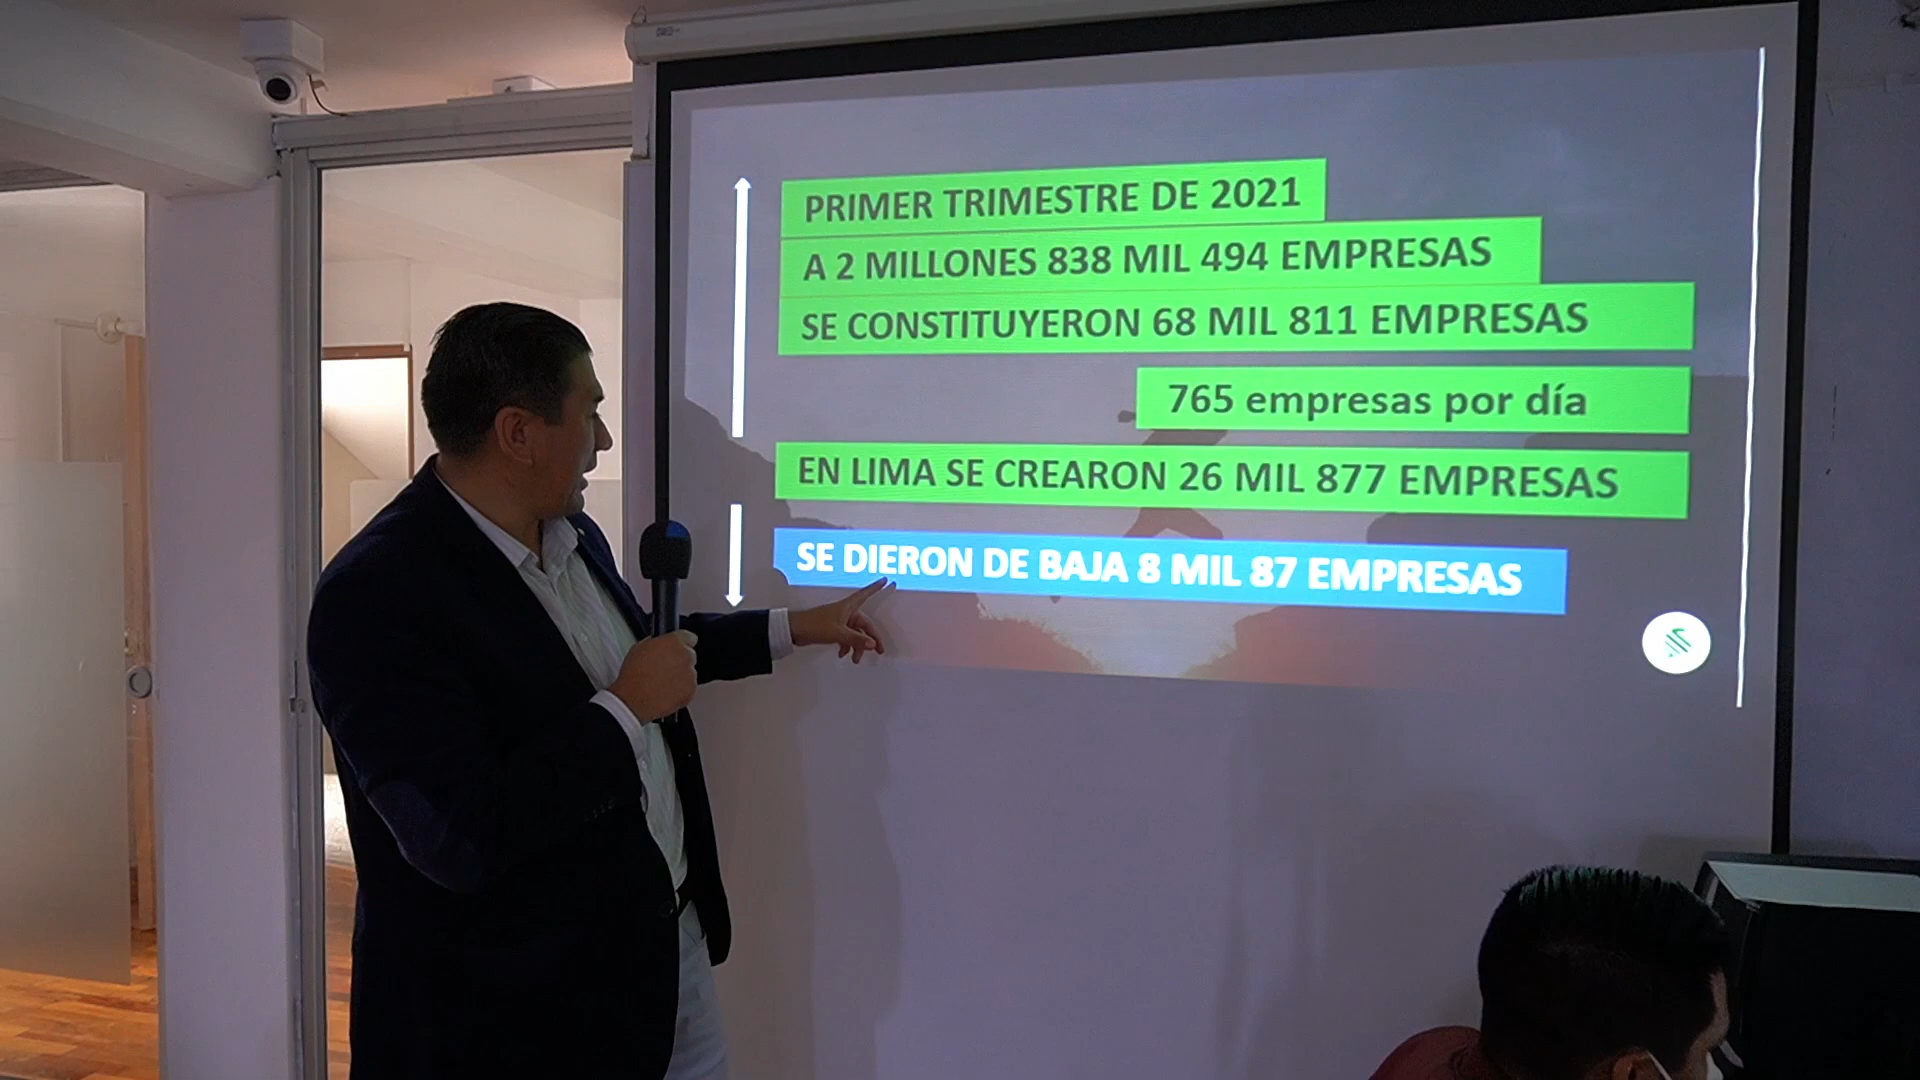 PRIMER TRIMESTRE DE 2021
A 2 MILLONES 838 MIL 494 EMPRESAS
SE CONSTITUYERON 68 MIL 811 EMPRESAS
765 empresas por día
EN LIMA SE CREARON 26 MIL 877 EMPRESAS
SE DIERON DE BAJA 8 MIL 87 EMPRESAS